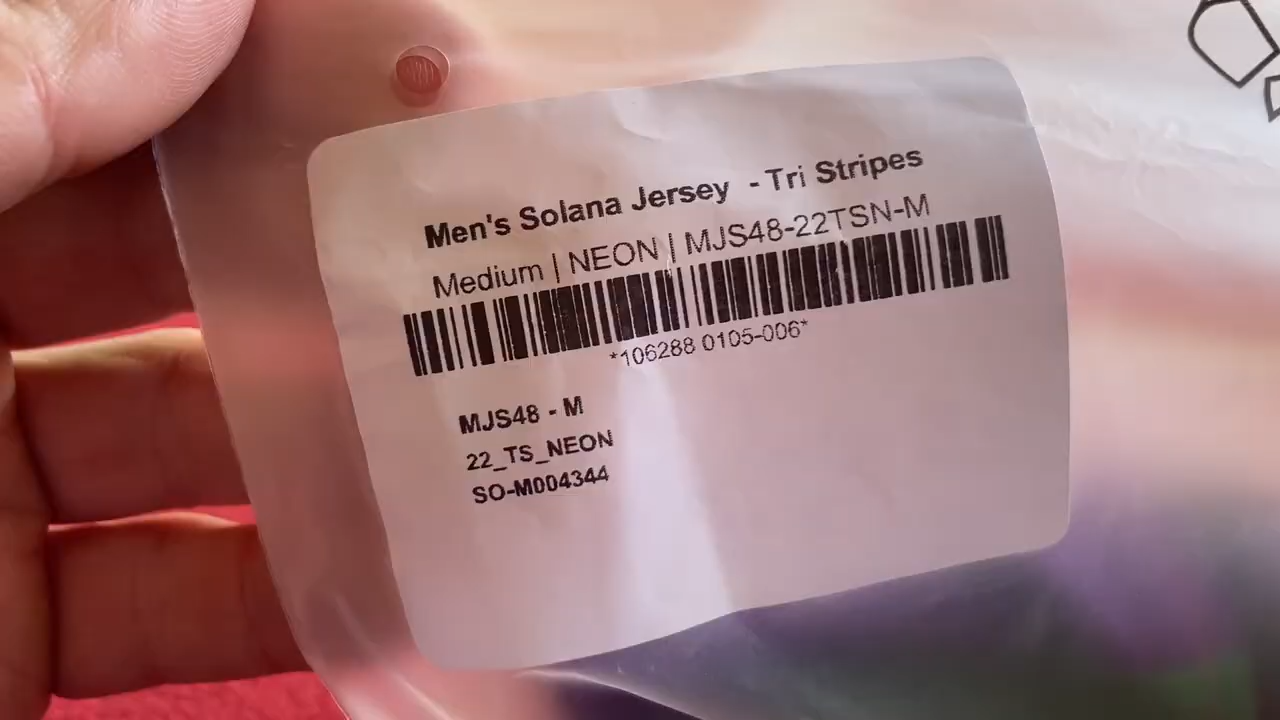 Men's Solana Jersey - Tri Stripes
Medium | NEON | MJS48-22TSN-M
*106288 0105-006*
MJS48 - M
22_TS_NEON
SO-M004344